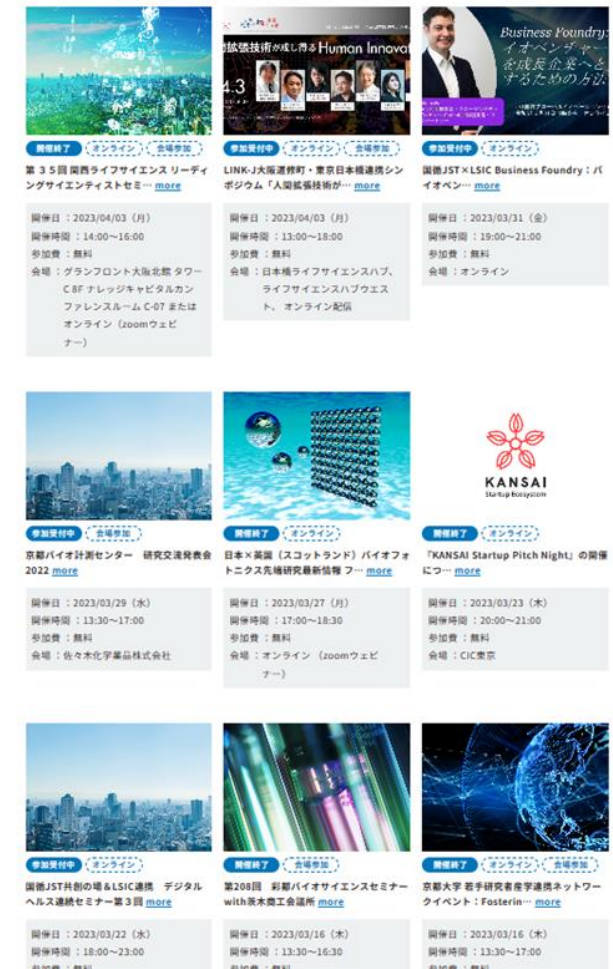 拡張技術が成し得る Human Innovat
4.3
Business Foundry:
イオベンチャー
を成長企業へと
するための方法
開催終了 オンライン 会場参加
第35回 関西ライフサイエンス リーディ
ングサイエンティストセミ… more
開催日 : 2023/04/03 (月)
開催時間 : 14:00~16:00
参加費 : 無料
会場 : グランフロント大阪北館 タワー
C 8F ナレッジキャピタルカン
ファレンスルーム C-07 または
オンライン (zoomウェビ
ナー)
参加受付中 オンライン 会場参加
LINK-J大阪道修町・東京日本橋連携シン
ポジウム「人間拡張技術が… more
開催日 : 2023/04/03 (月)
開催時間 : 13:00~18:00
参加費 : 無料
会場 : 日本橋ライフサイエンスハブ、
ライフサイエンスハブウエス
ト、 オンライン配信
参加受付中 オンライン
国循JST×LSIC Business Foundry:バ
イオベン… more
開催日 : 2023/03/31 (金)
開催時間 : 19:00~21:00
参加費 : 無料
会場 : オンライン
参加受付中 会場参加
京都バイオ計測センター 研究交流発表会
2022 more
開催日 : 2023/03/29 (水)
開催時間 : 13:30~17:00
参加費 : 無料
会場 : 佐々木化学薬品株式会社
開催終了 オンライン
日本×英国(スコットランド)バイオフォ
トニクス先端研究最新情報 フ… more
開催日 : 2023/03/27 (月)
開催時間 : 17:00~18:30
参加費 : 無料
会場 : オンライン (zoomウェビ
ナー)
KANSAI
Startup Ecosystem
開催終了 オンライン
『KANSAI Startup Pitch Night』の開催
につ… more
開催日 : 2023/03/23 (木)
開催時間 : 20:00~21:00
参加費 : 無料
会場 : CIC東京
参加受付中 オンライン
国循JST共創の場&LSIC連携 デジタル
ヘルス連続セミナー第3回 more
開催日 : 2023/03/22 (水)
開催時間 : 18:00~23:00
参加費 : 無料
開催終了 会場参加
第208回 彩都バイオサイエンスセミナー
with茨木商工会議所 more
開催日 : 2023/03/16 (木)
開催時間 : 13:30~16:30
参加費 : 無料
開催終了 オンライン 会場参加
京都大学 若手研究者産学連携ネットワー
クイベント:Fosterin… more
開催日 : 2023/03/16 (木)
開催時間 : 13:30~17:00
参加費 : 無料